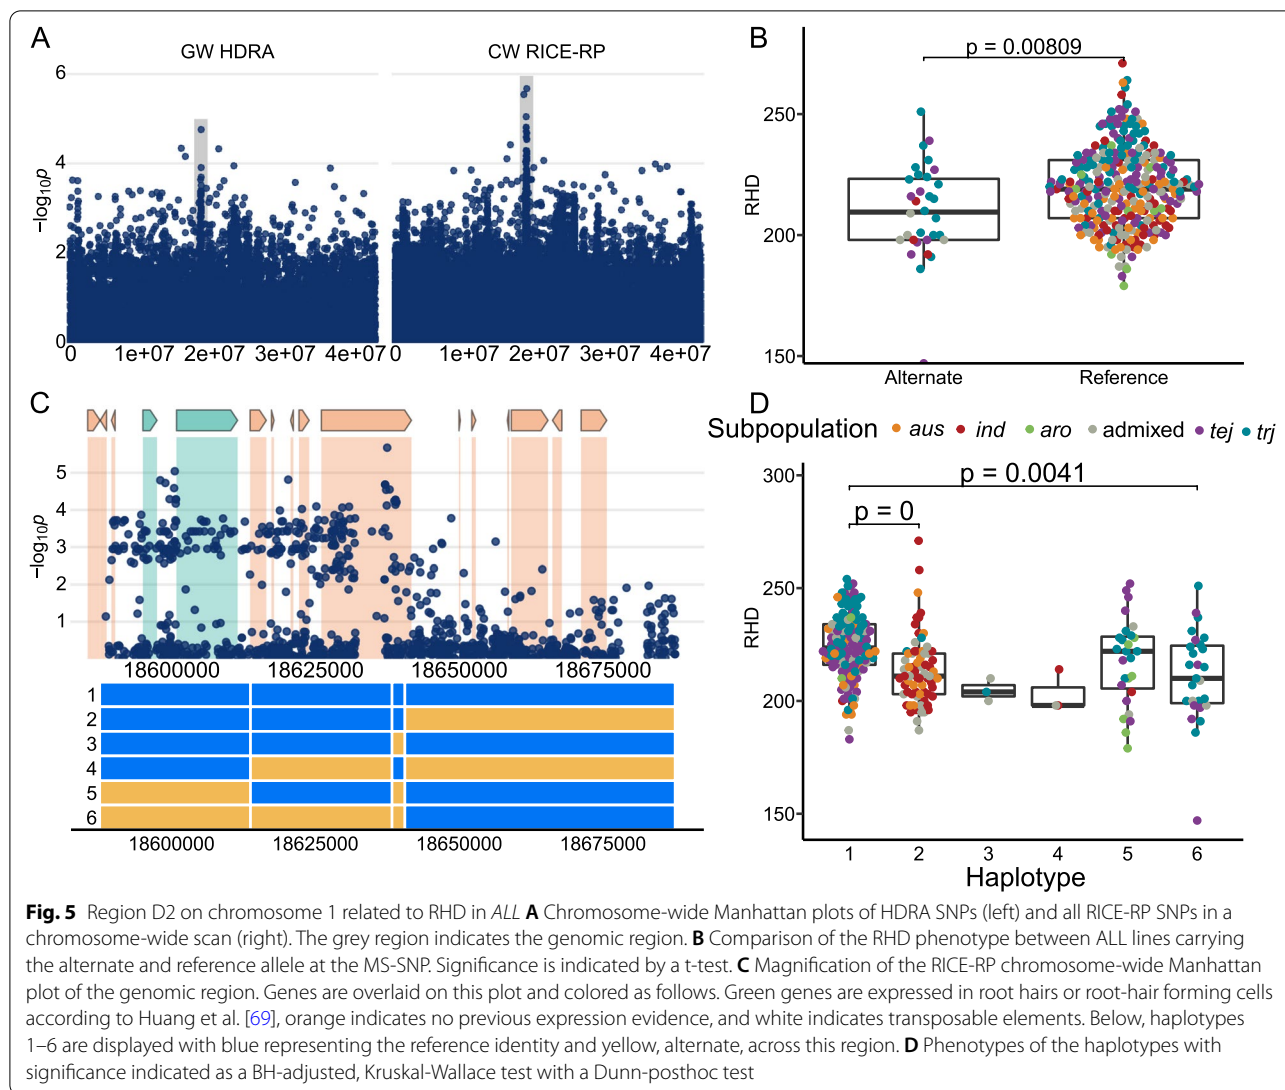 A
GW HDRA
CW RICE-RP
−log10p
6
4
2
0
0
1e+07
2e+07
3e+07
4e+07
0
1e+07
2e+07
3e+07
4e+07
B
p = 0.00809
RHD
250
200
150
Alternate
Reference
C
−log10p
5
4
3
2
1
18600000
18625000
18650000
18675000
1
2
3
4
5
6
18600000
18625000
18650000
18675000
D
Subpopulation aus ind aro admixed tej trj
p = 0.0041
p = 0
RHD
300
250
200
150
1
2
3
4
5
6
Haplotype
Fig. 5 Region D2 on chromosome 1 related to RHD in ALL A Chromosome-wide Manhattan plots of HDRA SNPs (left) and all RICE-RP SNPs in a
chromosome-wide scan (right). The grey region indicates the genomic region. B Comparison of the RHD phenotype between ALL lines carrying
the alternate and reference allele at the MS-SNP. Significance is indicated by a t-test. C Magnification of the RICE-RP chromosome-wide Manhattan
plot of the genomic region. Genes are overlaid on this plot and colored as follows. Green genes are expressed in root hairs or root-hair forming cells
according to Huang et al. [69], orange indicates no previous expression evidence, and white indicates transposable elements. Below, haplotypes
1–6 are displayed with blue representing the reference identity and yellow, alternate, across this region. D Phenotypes of the haplotypes with
significance indicated as a BH-adjusted, Kruskal-Wallace test with a Dunn-posthoc test